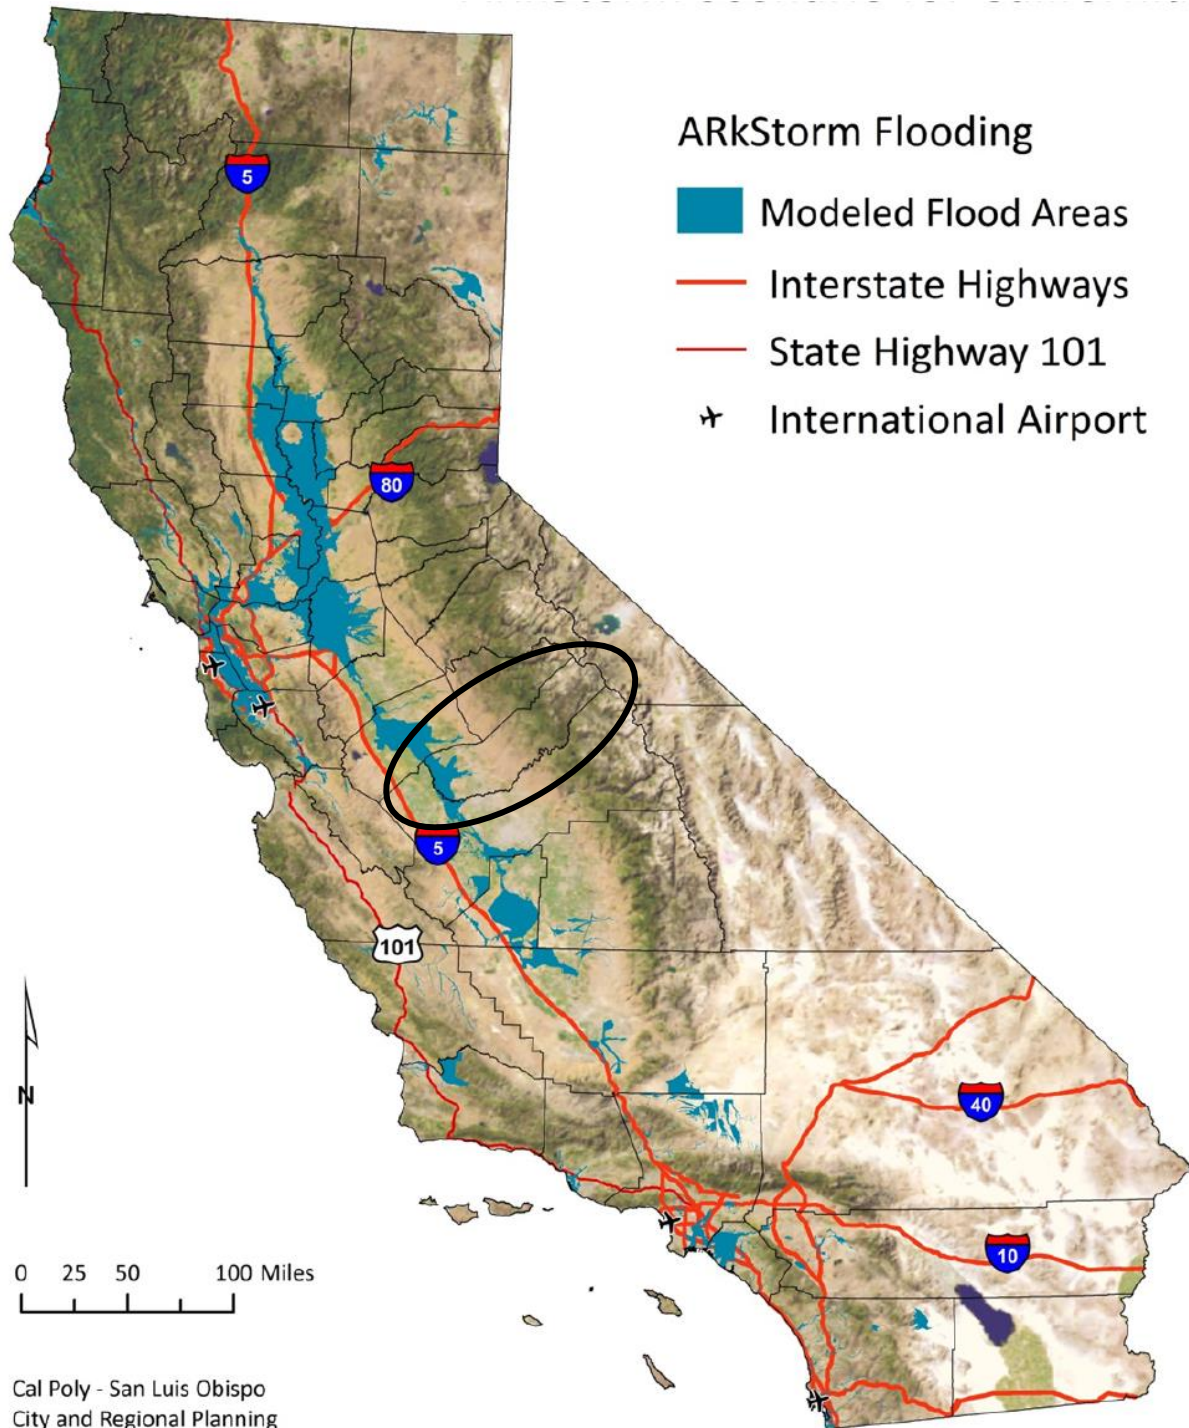 ARkStorm Flooding
Modeled Flood Areas
Interstate Highways
State Highway 101
International Airport
5
80
5
101
N
40
10
0 25 50 100 Miles
Cal Poly - San Luis Obispo
City and Regional Planning